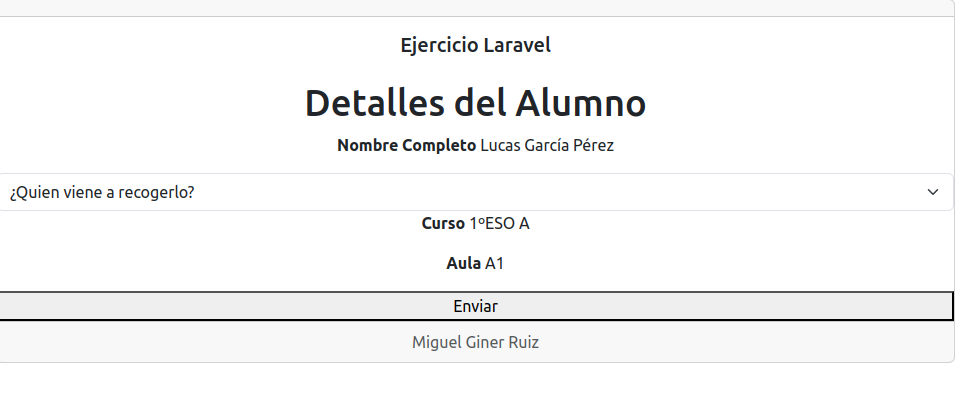 Ejercicio Laravel
Detalles del Alumno
Nombre Completo Lucas García Pérez
¿Quien viene a recogerlo?
Curso 1ºESO A
Aula A1
Enviar
Miguel Giner Ruiz